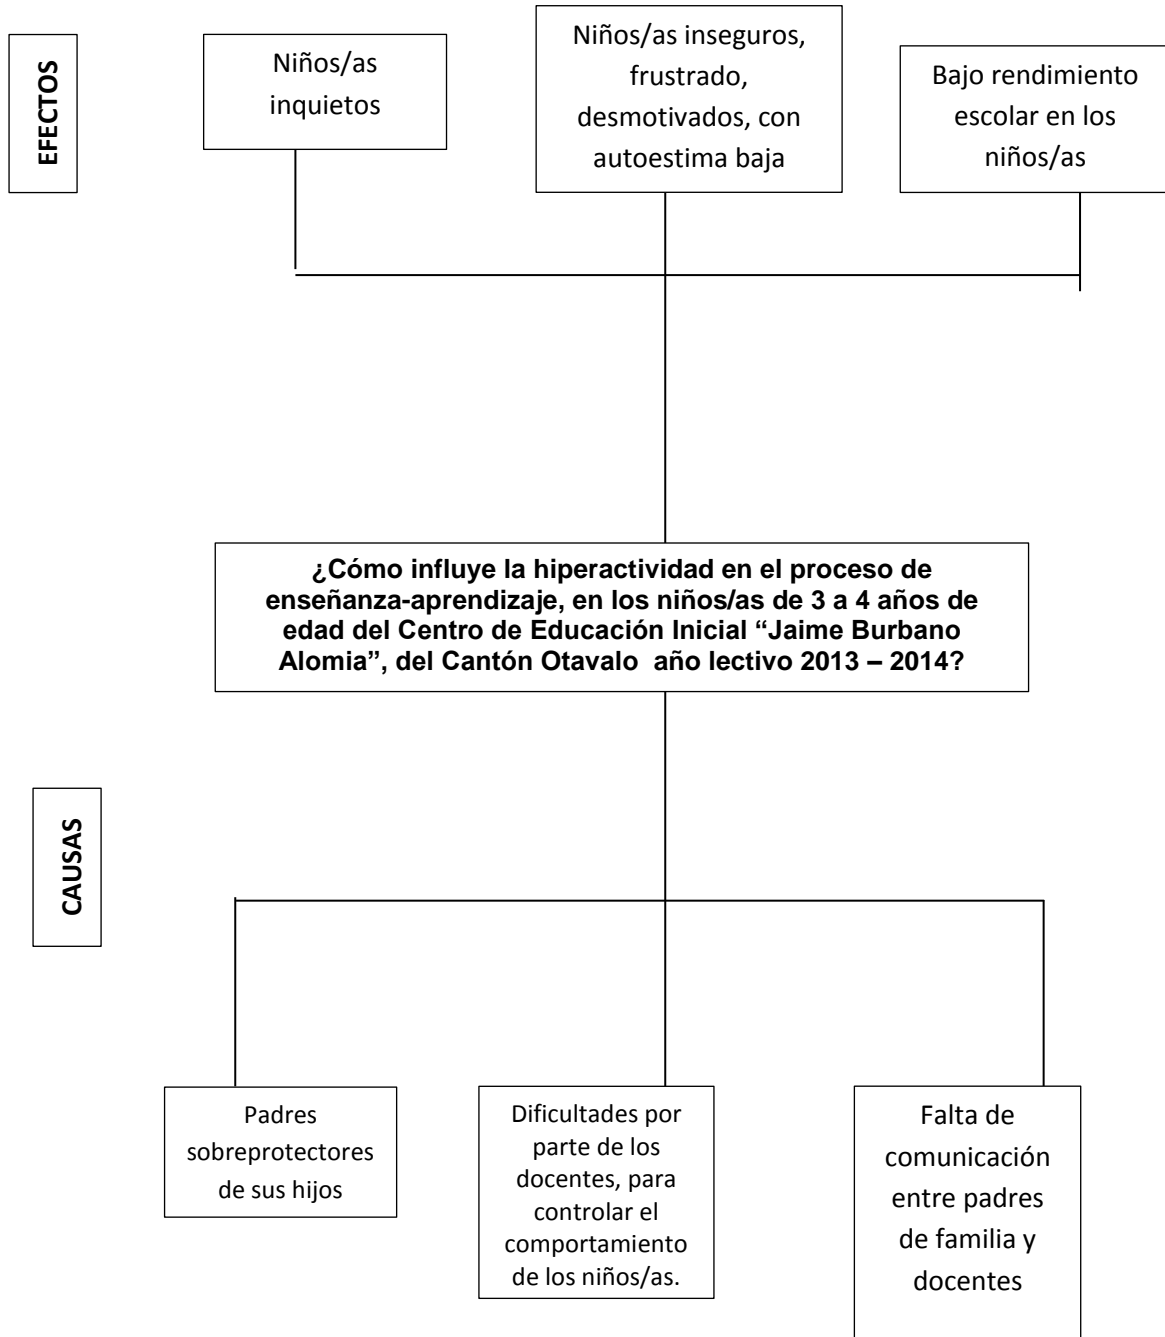 EFECTOS
Niños/as
inquietos
Niños/as inseguros,
frustrado,
desmotivados, con
autoestima baja
Bajo rendimiento
escolar en los
niños/as
¿Cómo influye la hiperactividad en el proceso de
enseñanza-aprendizaje, en los niños/as de 3 a 4 años de
edad del Centro de Educación Inicial “Jaime Burbano
Alomia”, del Cantón Otavalo  año lectivo 2013 – 2014?
CAUSAS
Padres
sobreprotectores
de sus hijos
Dificultades por
parte de los
docentes, para
controlar el
comportamiento
de los niños/as.
Falta de
comunicación
entre padres
de familia y
docentes